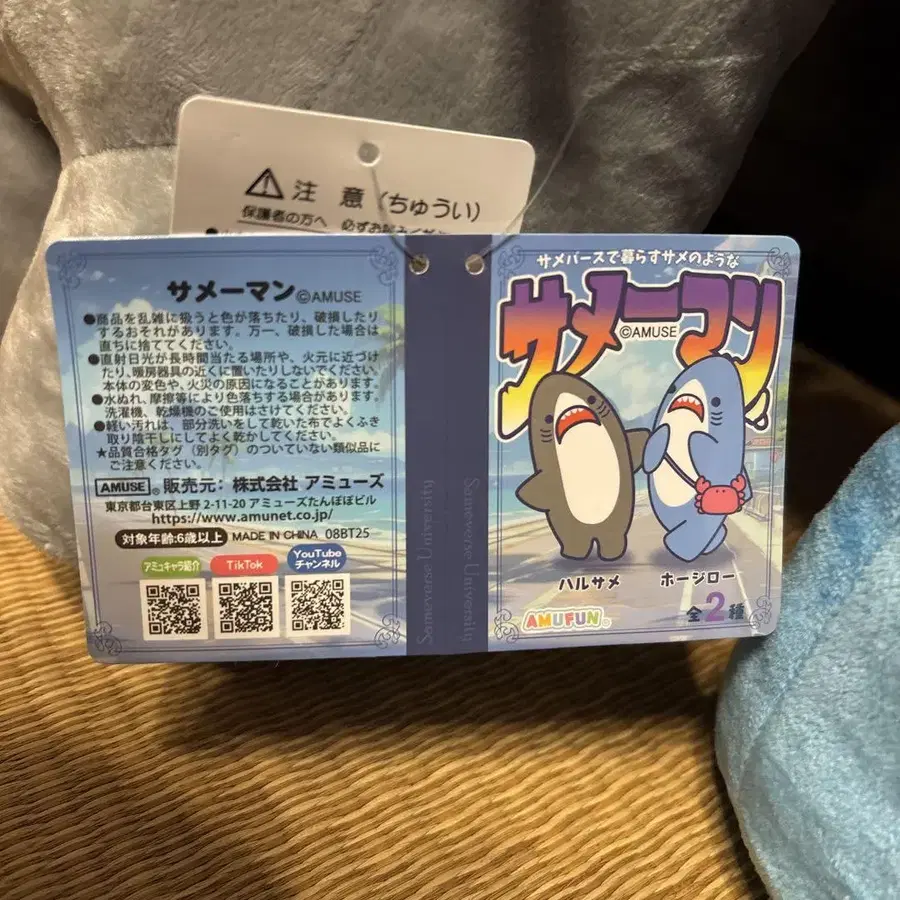 注 意 (ちゅうい)
保護者の方へ 必ずお読みください
サメーマン©AMUSE
●商品を乱雑に扱うと色が落ちたり、破損したり
するおそれがあります。万一、破損した場合は
直ちに捨ててください。
●直射日光が長時間当たる場所や、火元に近づけ
たり、暖房器具の近くに置いたりしないでください。
本体の変色や、火災の原因になることがあります。
●水ぬれ、摩擦等により色落ちする場合があります。
洗濯機、乾燥機のご使用はさけてください。
●軽い汚れは、部分洗いをして乾いた布でよくふき
取り陰干しにしてよく乾かしてください。
★品質合格タグ(別タグ)のついていない類似品に
ご注意ください。
AMUSE 販売元: 株式会社 アミューズ
東京都台東区上野 2-11-20 アミューズたんぽぽビル
https://www.amunet.co.jp/
対象年齢:6歳以上 MADE IN CHINA 08BT25
アミュキャラ紹介
TikTok
YouTube
チャンネル
Sameverse University
Sameverse University
サメバースで暮らすサメのような
サメーマン
©AMUSE
ハルサメ
ホージロー
AMUFUN®
全2種